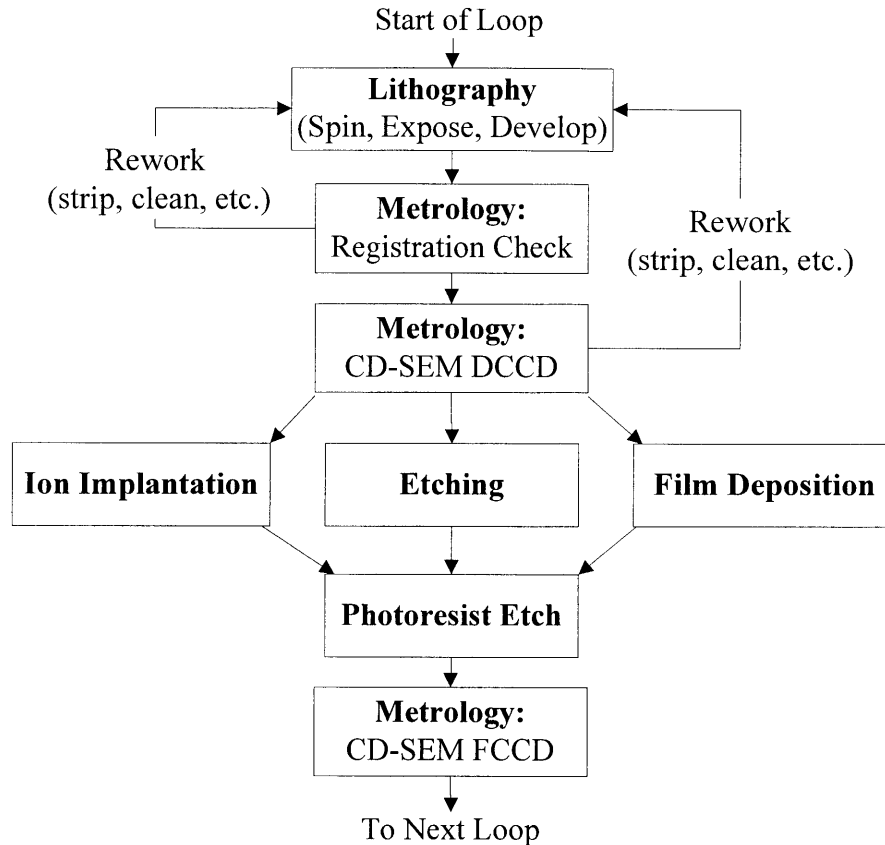 Start of Loop
Lithography
(Spin, Expose, Develop)
Rework
(strip, clean, etc.)
Metrology:
Registration Check
Rework
(strip, clean, etc.)
Metrology:
CD-SEM DCCD
Ion Implantation
Etching
Film Deposition
Photoresist Etch
Metrology:
CD-SEM FCCD
To Next Loop